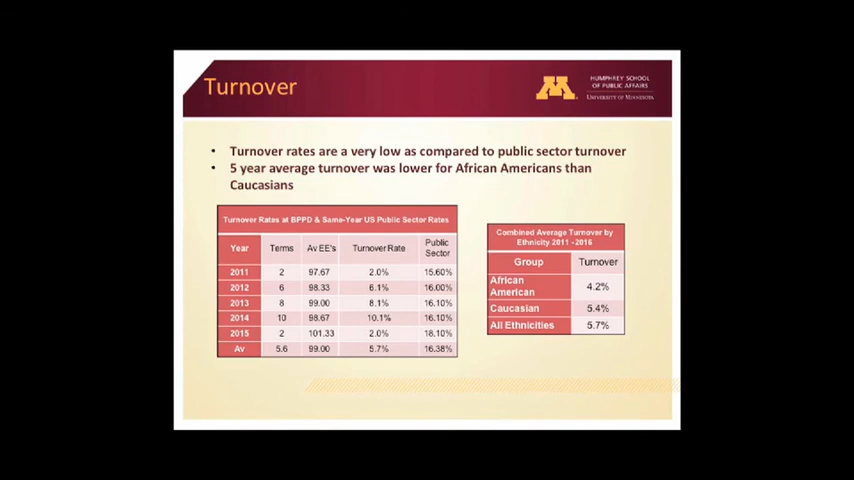 Turnover
HUMPHREY SCHOOL
OF PUBLIC AFFAIRS
UNIVERSITY OF MINNESOTA
• Turnover rates are a very low as compared to public sector turnover
• 5 year average turnover was lower for African Americans than
Caucasians
Turnover Rates at BPPD & Same-Year US Public Sector Rates
Year Terms Av EE's Turnover Rate Public Sector
2011 2 97.67 2.0% 15.60%
2012 6 98.33 6.1% 16.00%
2013 8 99.00 8.1% 16.10%
2014 10 98.67 10.1% 16.10%
2015 2 101.33 2.0% 18.10%
Av 5.6 99.00 5.7% 16.38%
Combined Average Turnover by
Ethnicity 2011 -2016
Group Turnover
African American 4.2%
Caucasian 5.4%
All Ethnicities 5.7%